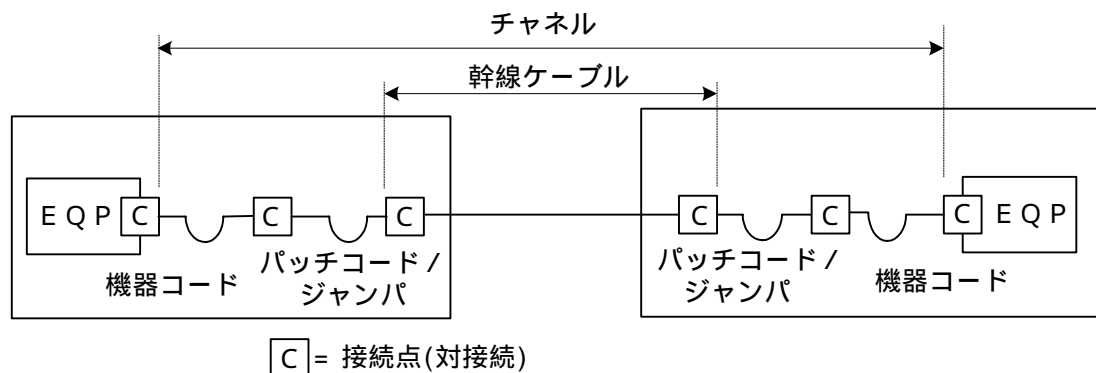 チャネル
幹線ケーブル
EQP C C C C C C EQP
機器コード
パッチコード/
ジャンパ
パッチコード/
ジャンパ
機器コード
C = 接続点(対接続)